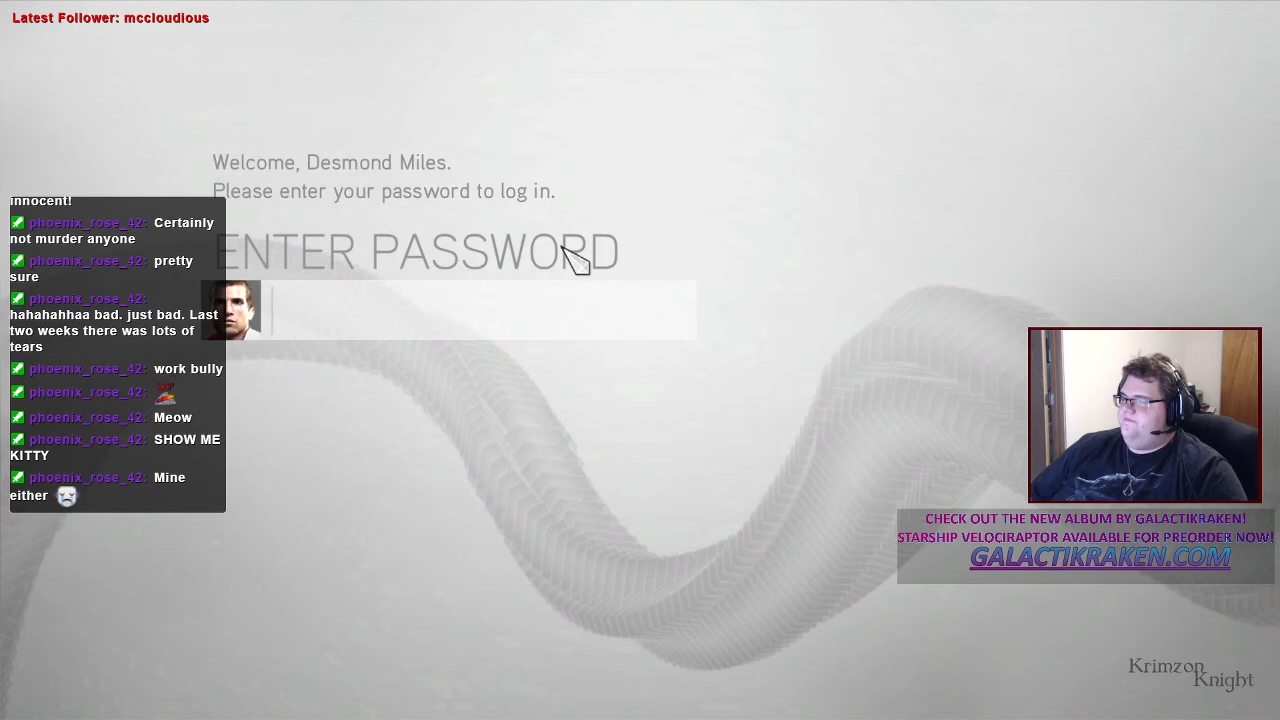 Latest Follower: mccloudious
Welcome, Desmond Miles.
Please enter your password to log in.
ENTER PASSWORD
innocent!
phoenix_rose_42: Certainly
not murder anyone
phoenix_rose_42: pretty
sure
phoenix_rose_42:
hahahahhaa bad. just bad. Last
two weeks there was lots of
tears
phoenix_rose_42: work bully
phoenix_rose_42:
phoenix_rose_42: Meow
phoenix_rose_42: SHOW ME
KITTY
phoenix_rose_42: Mine
either
CHECK OUT THE NEW ALBUM BY GALACTIKRAKEN!
STARSHIP VELOCIRAPTOR AVAILABLE FOR PREORDER NOW!
GALACTIKRAKEN.COM
Krimzon
Knight